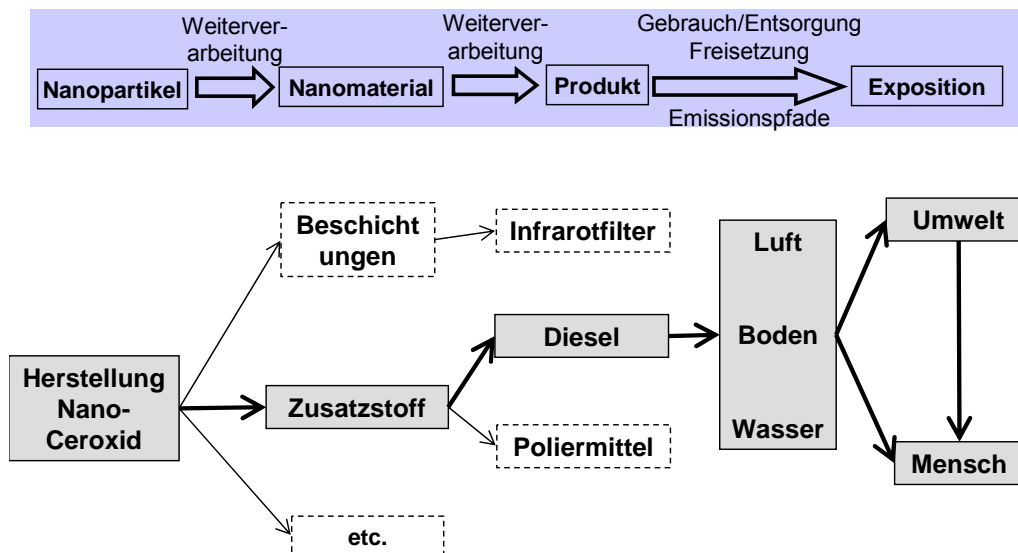 Weiterver-
arbeitung
Weiterver-
arbeitung
Gebrauch/Entsorgung
Freisetzung
Nanopartikel
Nanomaterial
Produkt
Exposition
Emissionspfade
Beschicht
ungen
Infrarotfilter
Luft
Umwelt
Diesel
Boden
Herstellung
Nano-
Ceroxid
Zusatzstoff
Poliermittel
Wasser
Mensch
etc.